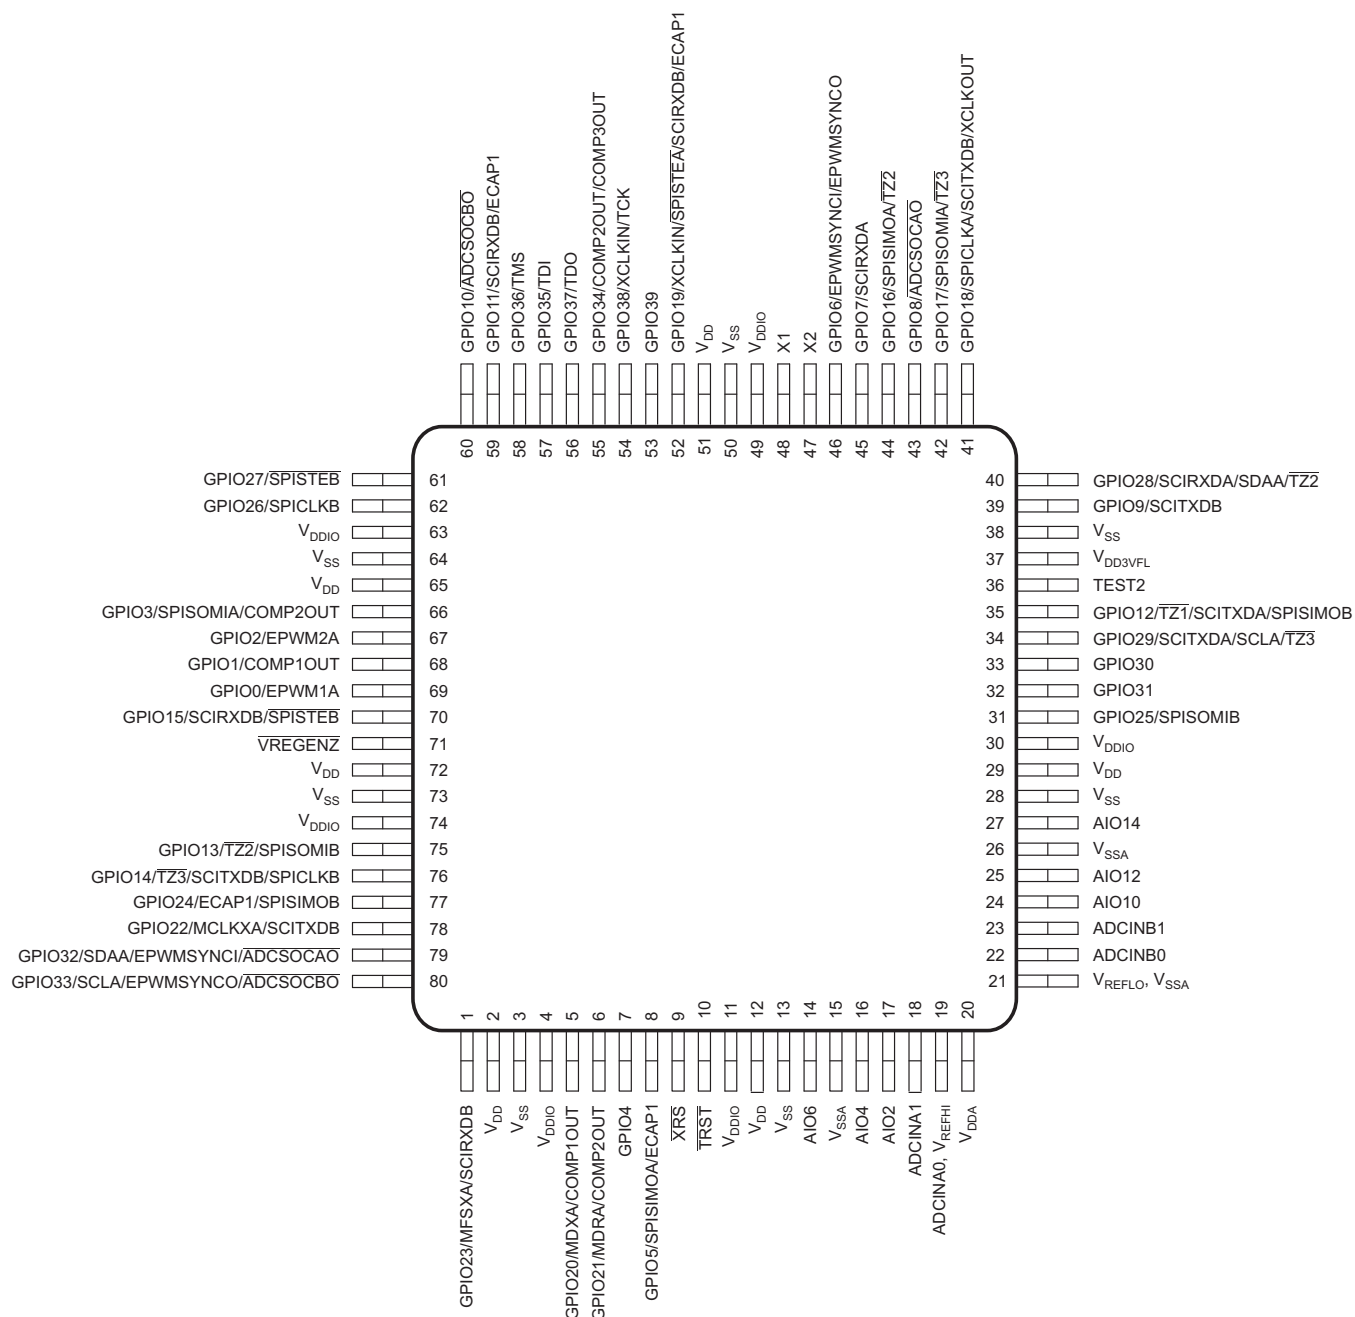 GPIO10/ADCSOCBO
GPIO11/SCIRXDB/ECAP1
GPIO36/TMS
GPIO35/TDI
GPIO37/TDO
GPIO34/COMP2OUT/COMP3OUT
GPIO38/XCLKIN/TCK
GPIO39
GPIO19/XCLKIN/SPISTEA/SCIRXDB/ECAP1
VDD
VSS
VDDIO
X1
X2
GPIO6/EPWMSYNCI/EPWMSYNCO
GPIO7/SCIRXDA
GPIO16/SPISIMOA/TZ2
GPIO8/ADCSOCAO
GPIO17/SPISOMIA/TZ3
GPIO18/SPICLKA/SCITXDB/XCLKOUT
60
59
58
57
56
55
54
53
52
51
50
49
48
47
46
45
44
43
42
41
GPIO27/SPISTEB 61
GPIO26/SPICLKB 62
VDDIO 63
VSS 64
VDD 65
GPIO3/SPISOMIA/COMP2OUT 66
GPIO2/EPWM2A 67
GPIO1/COMP1OUT 68
GPIO0/EPWM1A 69
GPIO15/SCIRXDB/SPISTEB 70
VREGENZ 71
VDD 72
VSS 73
VDDIO 74
GPIO13/TZ2/SPISOMIB 75
GPIO14/TZ3/SCITXDB/SPICLKB 76
GPIO24/ECAP1/SPISIMOB 77
GPIO22/MCLKXA/SCITXDB 78
GPIO32/SDAA/EPWMSYNCI/ADCSOCAO 79
GPIO33/SCLA/EPWMSYNCO/ADCSOCBO 80
40 GPIO28/SCIRXDA/SDAA/TZ2
39 GPIO9/SCITXDB
38 VSS
37 VDD3VFL
36 TEST2
35 GPIO12/TZ1/SCITXDA/SPISIMOB
34 GPIO29/SCITXDA/SCLA/TZ3
33 GPIO30
32 GPIO31
31 GPIO25/SPISOMIB
30 VDDIO
29 VDD
28 VSS
27 AIO14
26 VSSA
25 AIO12
24 AIO10
23 ADCINB1
22 ADCINB0
21 VREFLO, VSSA
1
2
3
4
5
6
7
8
9
10
11
12
13
14
15
16
17
18
19
20
GPIO23/MFSXA/SCIRXDB
VDD
VSS
VDDIO
GPIO20/MDXA/COMP1OUT
GPIO21/MDRA/COMP2OUT
GPIO4
GPIO5/SPISIMOA/ECAP1
XRS
TRST
VDDIO
VDD
VSS
AIO6
VSSA
AIO4
AIO2
ADCINA1
ADCINA0, VREFHI
VDDA